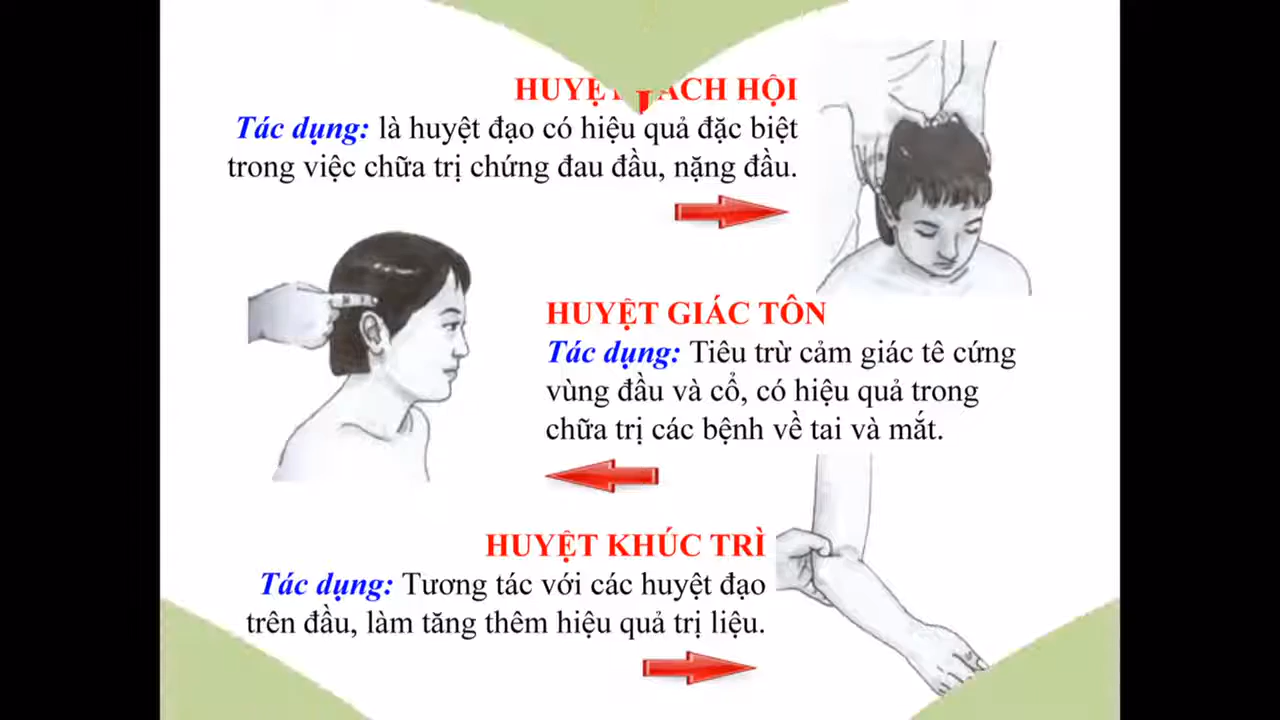 HUYỆT BÁCH HỘI
Tác dụng: là huyệt đạo có hiệu quả đặc biệt
trong việc chữa trị chứng đau đầu, nặng đầu.
HUYỆT GIÁC TÔN
Tác dụng: Tiêu trừ cảm giác tê cứng
vùng đầu và cổ, có hiệu quả trong
chữa trị các bệnh về tai và mắt.
HUYỆT KHÚC TRÌ
Tác dụng: Tương tác với các huyệt đạo
trên đầu, làm tăng thêm hiệu quả trị liệu.